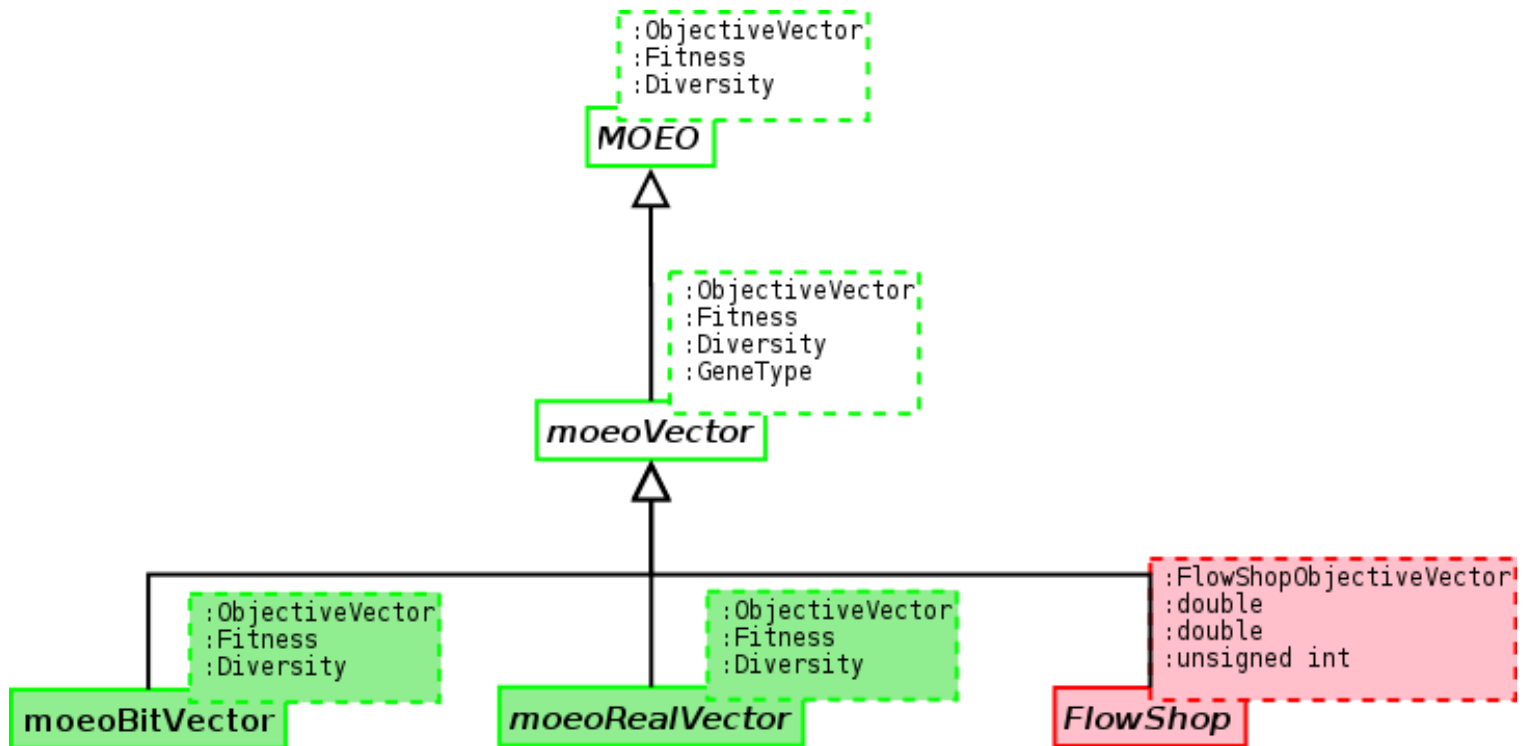 :ObjectiveVector
:Fitness
:Diversity
MOEO
:ObjectiveVector
:Fitness
:Diversity
:GeneType
moeoVector
:ObjectiveVector
:Fitness
:Diversity
moeoBitVector
:ObjectiveVector
:Fitness
:Diversity
moeoRealVector
:FlowShopObjectiveVector
:double
:double
:unsigned int
FlowShop